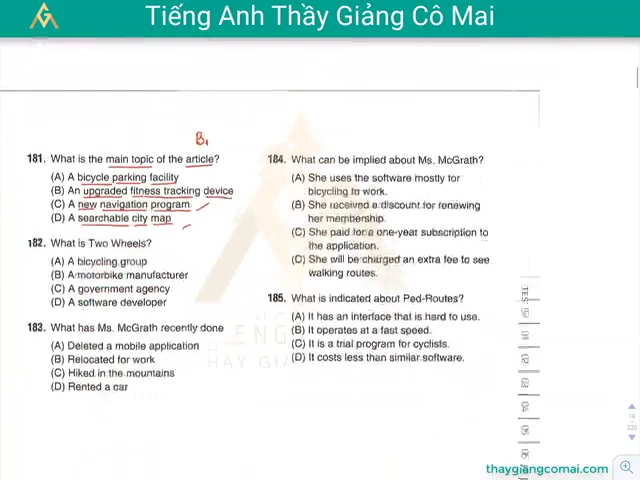 Tiếng Anh Thầy Giảng Cô Mai
B1
181. What is the main topic of the article?
(A) A bicycle parking facility
(B) An upgraded fitness tracking device
(C) A new navigation program
(D) A searchable city map
182. What is Two Wheels?
(A) A bicycling group
(B) A motorbike manufacturer
(C) A government agency
(D) A software developer
183. What has Ms. McGrath recently done
(A) Deleted a mobile application
(B) Relocated for work
(C) Hiked in the mountains
(D) Rented a car
184. What can be implied about Ms. McGrath?
(A) She uses the software mostly for
bicycling to work.
(B) She received a discount for renewing
her membership.
(C) She paid for a one-year subscription to
the application.
(D) She will be charged an extra fee to see
walking routes.
185. What is indicated about Ped-Routes?
(A) It has an interface that is hard to use.
(B) It operates at a fast speed.
(C) It is a trial program for cyclists.
(D) It costs less than similar software.
02
03
04
05
16
220
thaygiangcomai.com